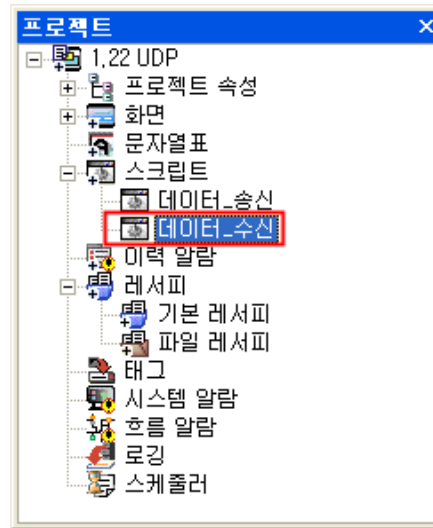 프로젝트
1,22 UDP
프로젝트 속성
화면
문자열표
스크립트
데이터_송신
데이터_수신
이력 알람
레서피
기본 레서피
파일 레서피
태그
시스템 알람
흐름 알람
로깅
스케줄러